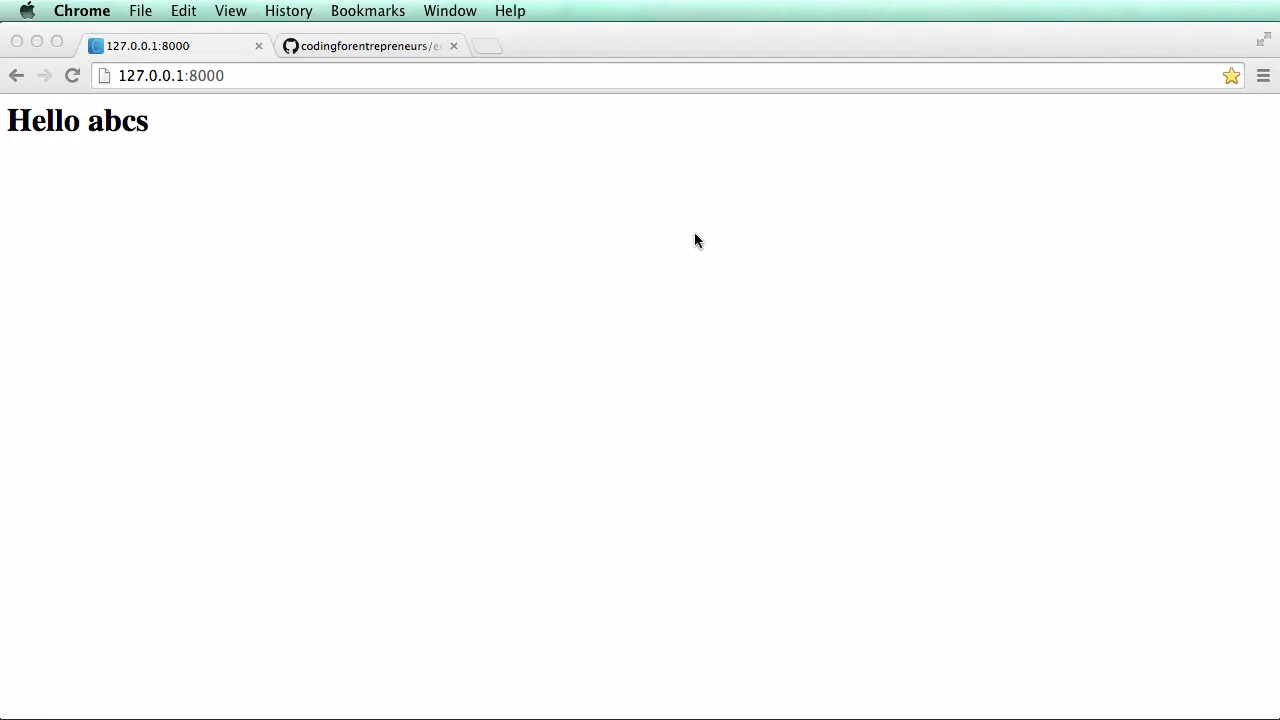 Chrome File Edit View History Bookmarks Window Help
127.0.0.1:8000 codingforentrepreneurs/e
127.0.0.1:8000
Hello abcs